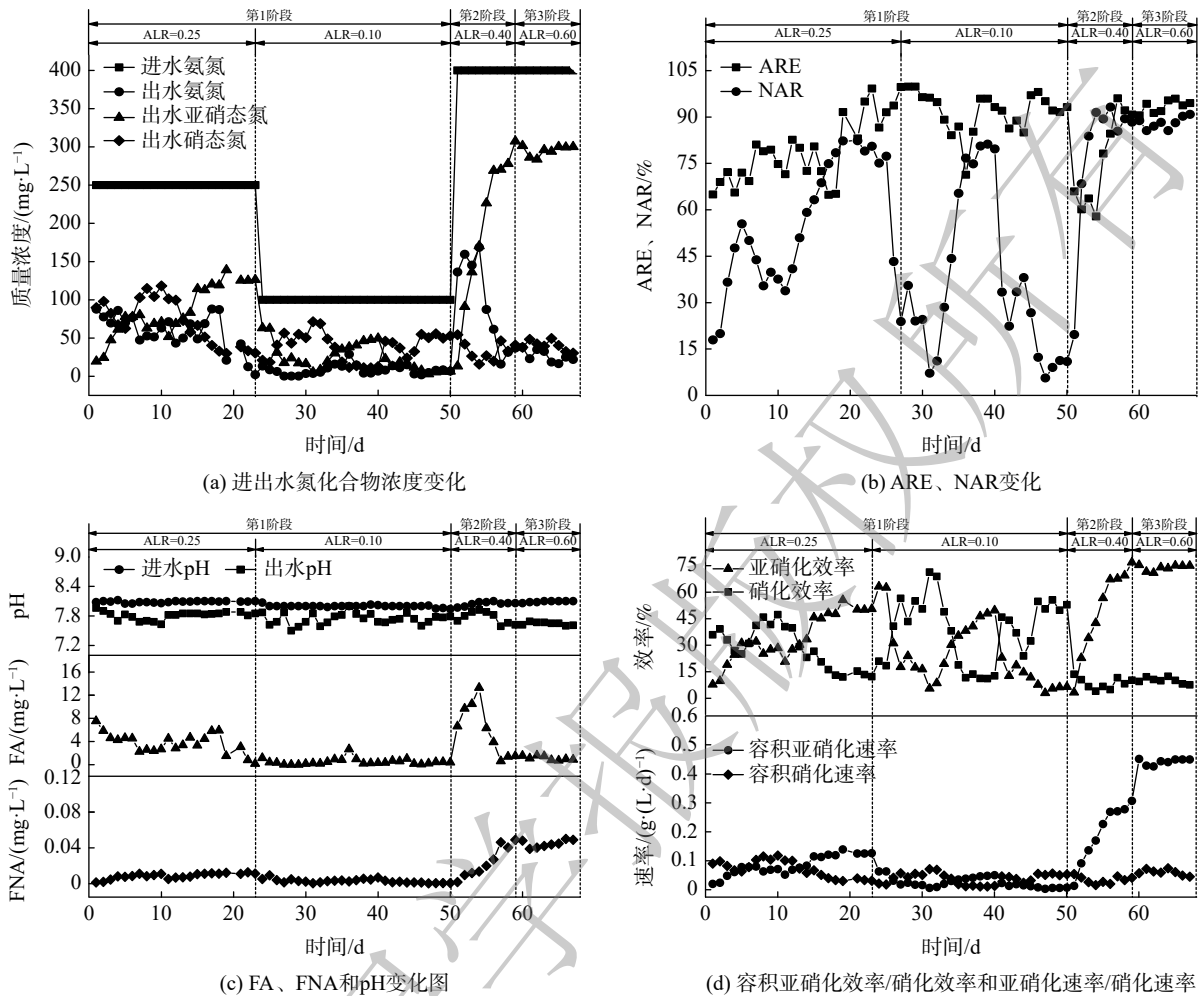 第1阶段 第2阶段 第3阶段
ALR=0.25 ALR=0.10 ALR=0.40 ALR=0.60
进水氨氮
出水氨氮
出水亚硝态氮
出水硝态氮
400
350
300
250
200
150
100
50
0
质量浓度/(mg·L⁻¹)
0 10 20 30 40 50 60
时间/d
(a) 进出水氮化合物浓度变化
第1阶段 第2阶段 第3阶段
ALR=0.25 ALR=0.10 ALR=0.40 ALR=0.60
ARE
NAR
105
90
75
60
45
30
15
0
ARE、NAR/%
0 10 20 30 40 50 60
时间/d
(b) ARE、NAR变化
第1阶段 第2阶段 第3阶段
ALR=0.25 ALR=0.10 ALR=0.40 ALR=0.60
进水pH 出水pH
9.0
8.4
7.8
7.2
pH
16
12
8
4
0
FA/(mg·L⁻¹)
0.12
0.08
0.04
0
FNA/(mg·L⁻¹)
0 10 20 30 40 50 60
时间/d
(c) FA、FNA和pH变化图
第1阶段 第2阶段 第3阶段
ALR=0.25 ALR=0.10 ALR=0.40 ALR=0.60
亚硝化效率
硝化效率
75
60
45
30
15
0
效率/%
容积亚硝化速率
容积硝化速率
0.6
0.5
0.4
0.3
0.2
0.1
0
速率/(g·(L·d)⁻¹)
0 10 20 30 40 50 60
时间/d
(d) 容积亚硝化效率/硝化效率和亚硝化速率/硝化速率
学报版权所有